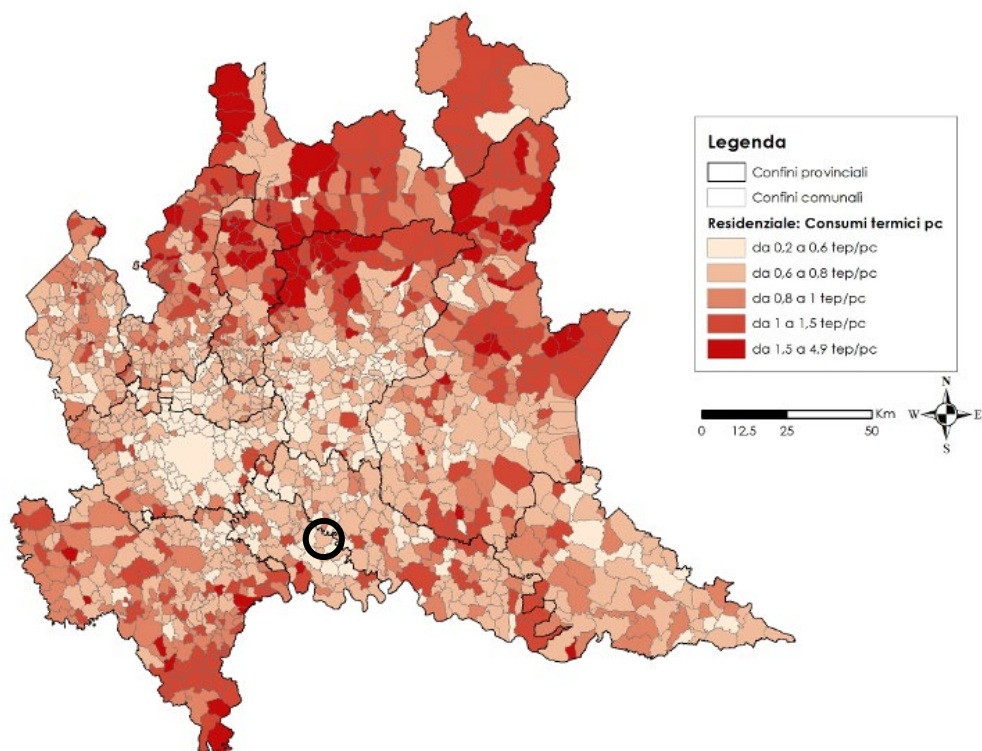 Legenda
Confini provinciali
Confini comunali
Residenziale: Consumi termici pc
da 0,2 a 0,6 tep/pc
da 0,6 a 0,8 tep/pc
da 0,8 a 1 tep/pc
da 1 a 1,5 tep/pc
da 1,5 a 4,9 tep/pc
N
W E
S
Km
0 12,5 25 50